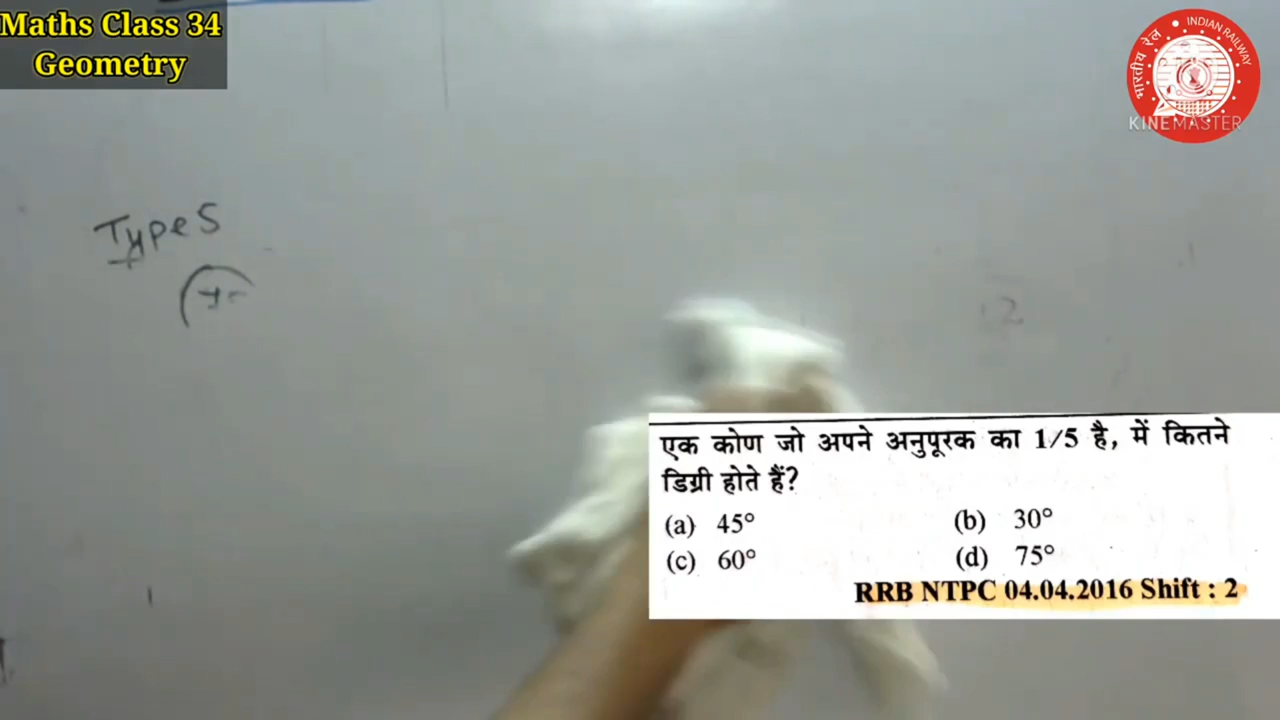 Maths Class 34
Geometry
भारतीय रेल • INDIAN RAILWAY
KINEMASTER
Types
2
एक कोण जो अपने अनुपूरक का 1/5 है, में कितने
डिग्री होते हैं?
(a) 45° (b) 30°
(c) 60° (d) 75°
RRB NTPC 04.04.2016 Shift : 2